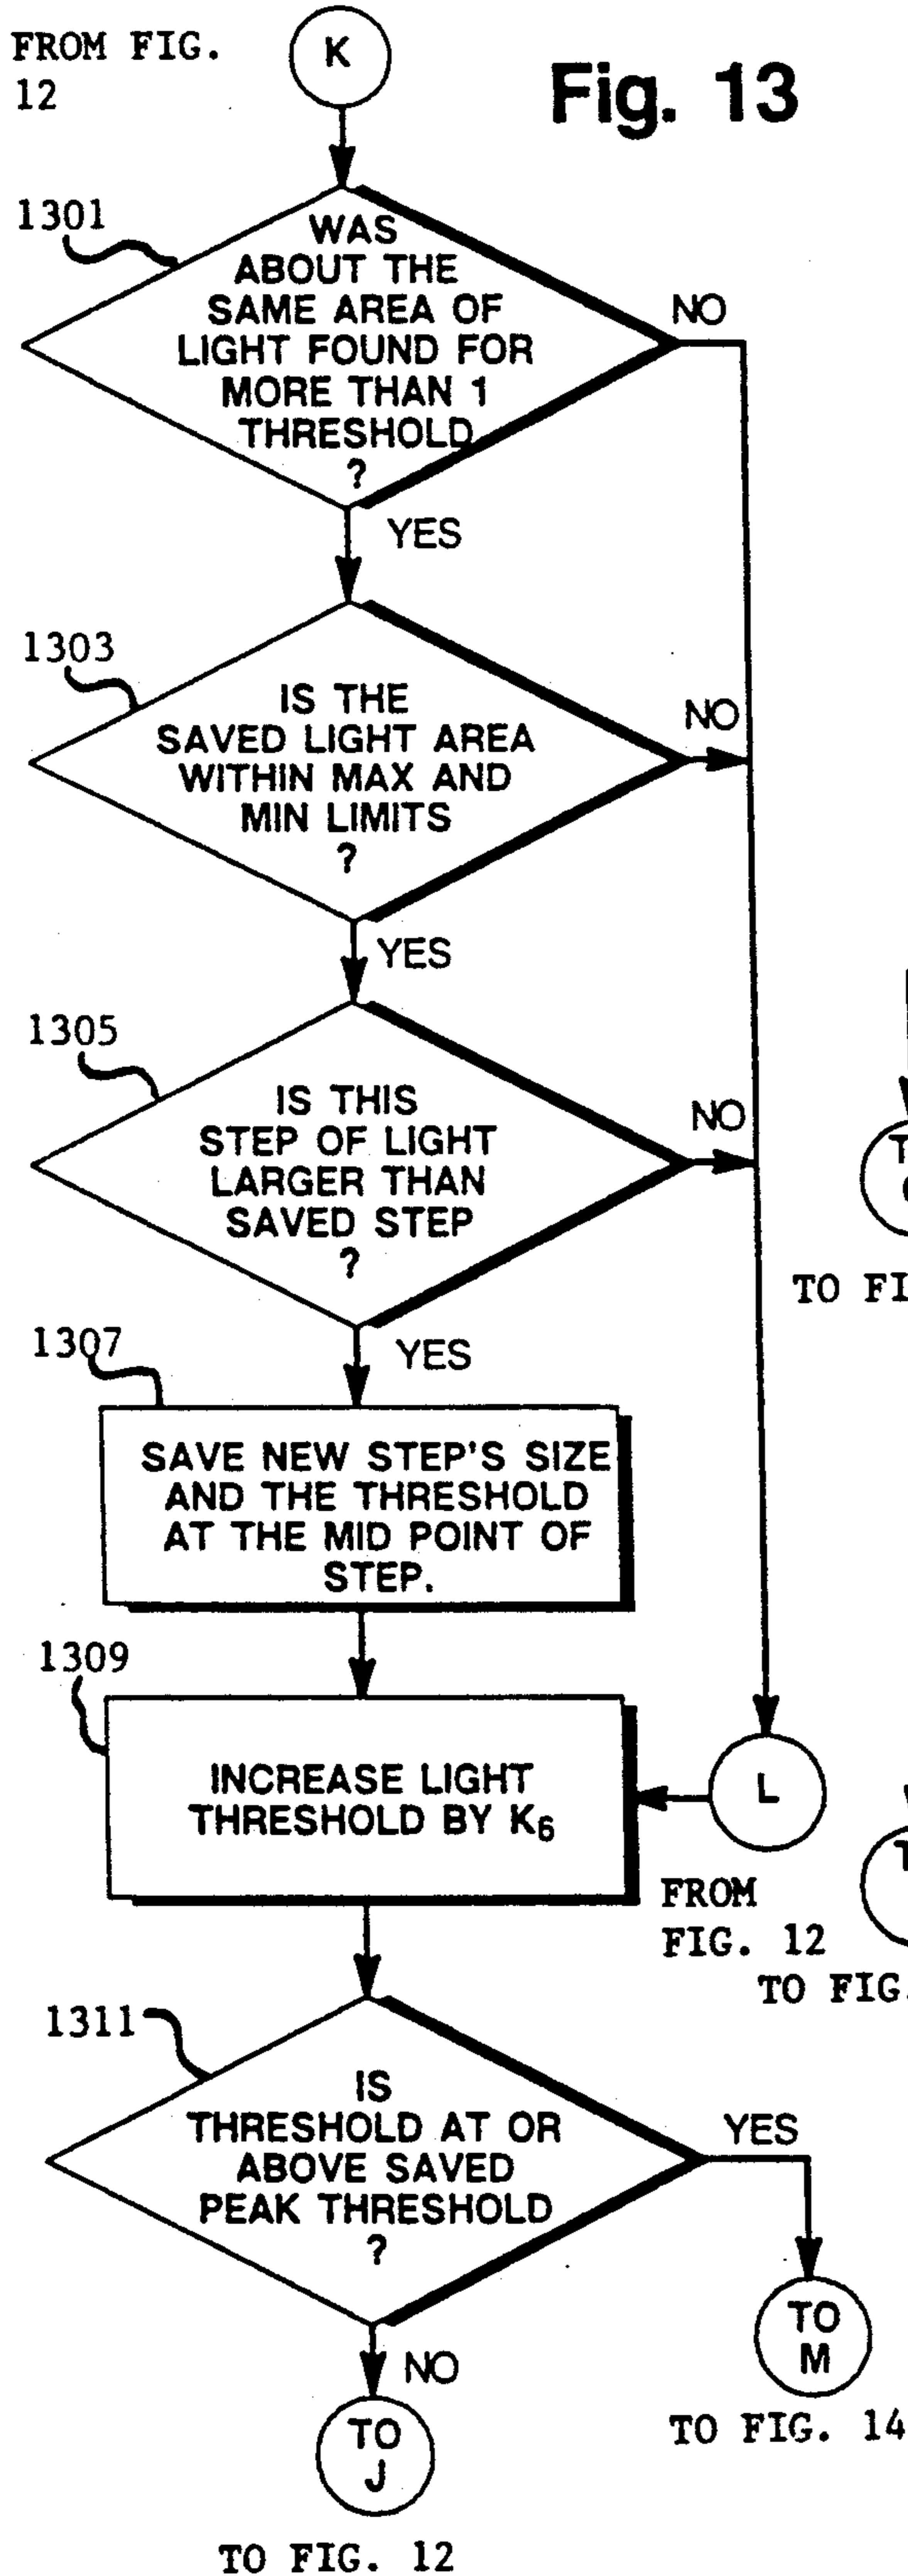 FROM FIG.
12
K
Fig. 13
1301
WAS
ABOUT THE
SAME AREA OF
LIGHT FOUND FOR
MORE THAN 1
THRESHOLD
?
NO
YES
1303
IS THE
SAVED LIGHT AREA
WITHIN MAX AND
MIN LIMITS
?
NO
YES
1305
IS THIS
STEP OF LIGHT
LARGER THAN
SAVED STEP
?
NO
TO
YES
1307
SAVE NEW STEP'S SIZE
AND THE THRESHOLD
AT THE MID POINT OF
STEP.
1309
INCREASE LIGHT
THRESHOLD BY K6
L
FROM
FIG. 12
TO FIG.
1311
IS
THRESHOLD AT OR
ABOVE SAVED
PEAK THRESHOLD
?
YES
TO
M
TO FIG. 14
NO
TO
J
TO FIG. 12